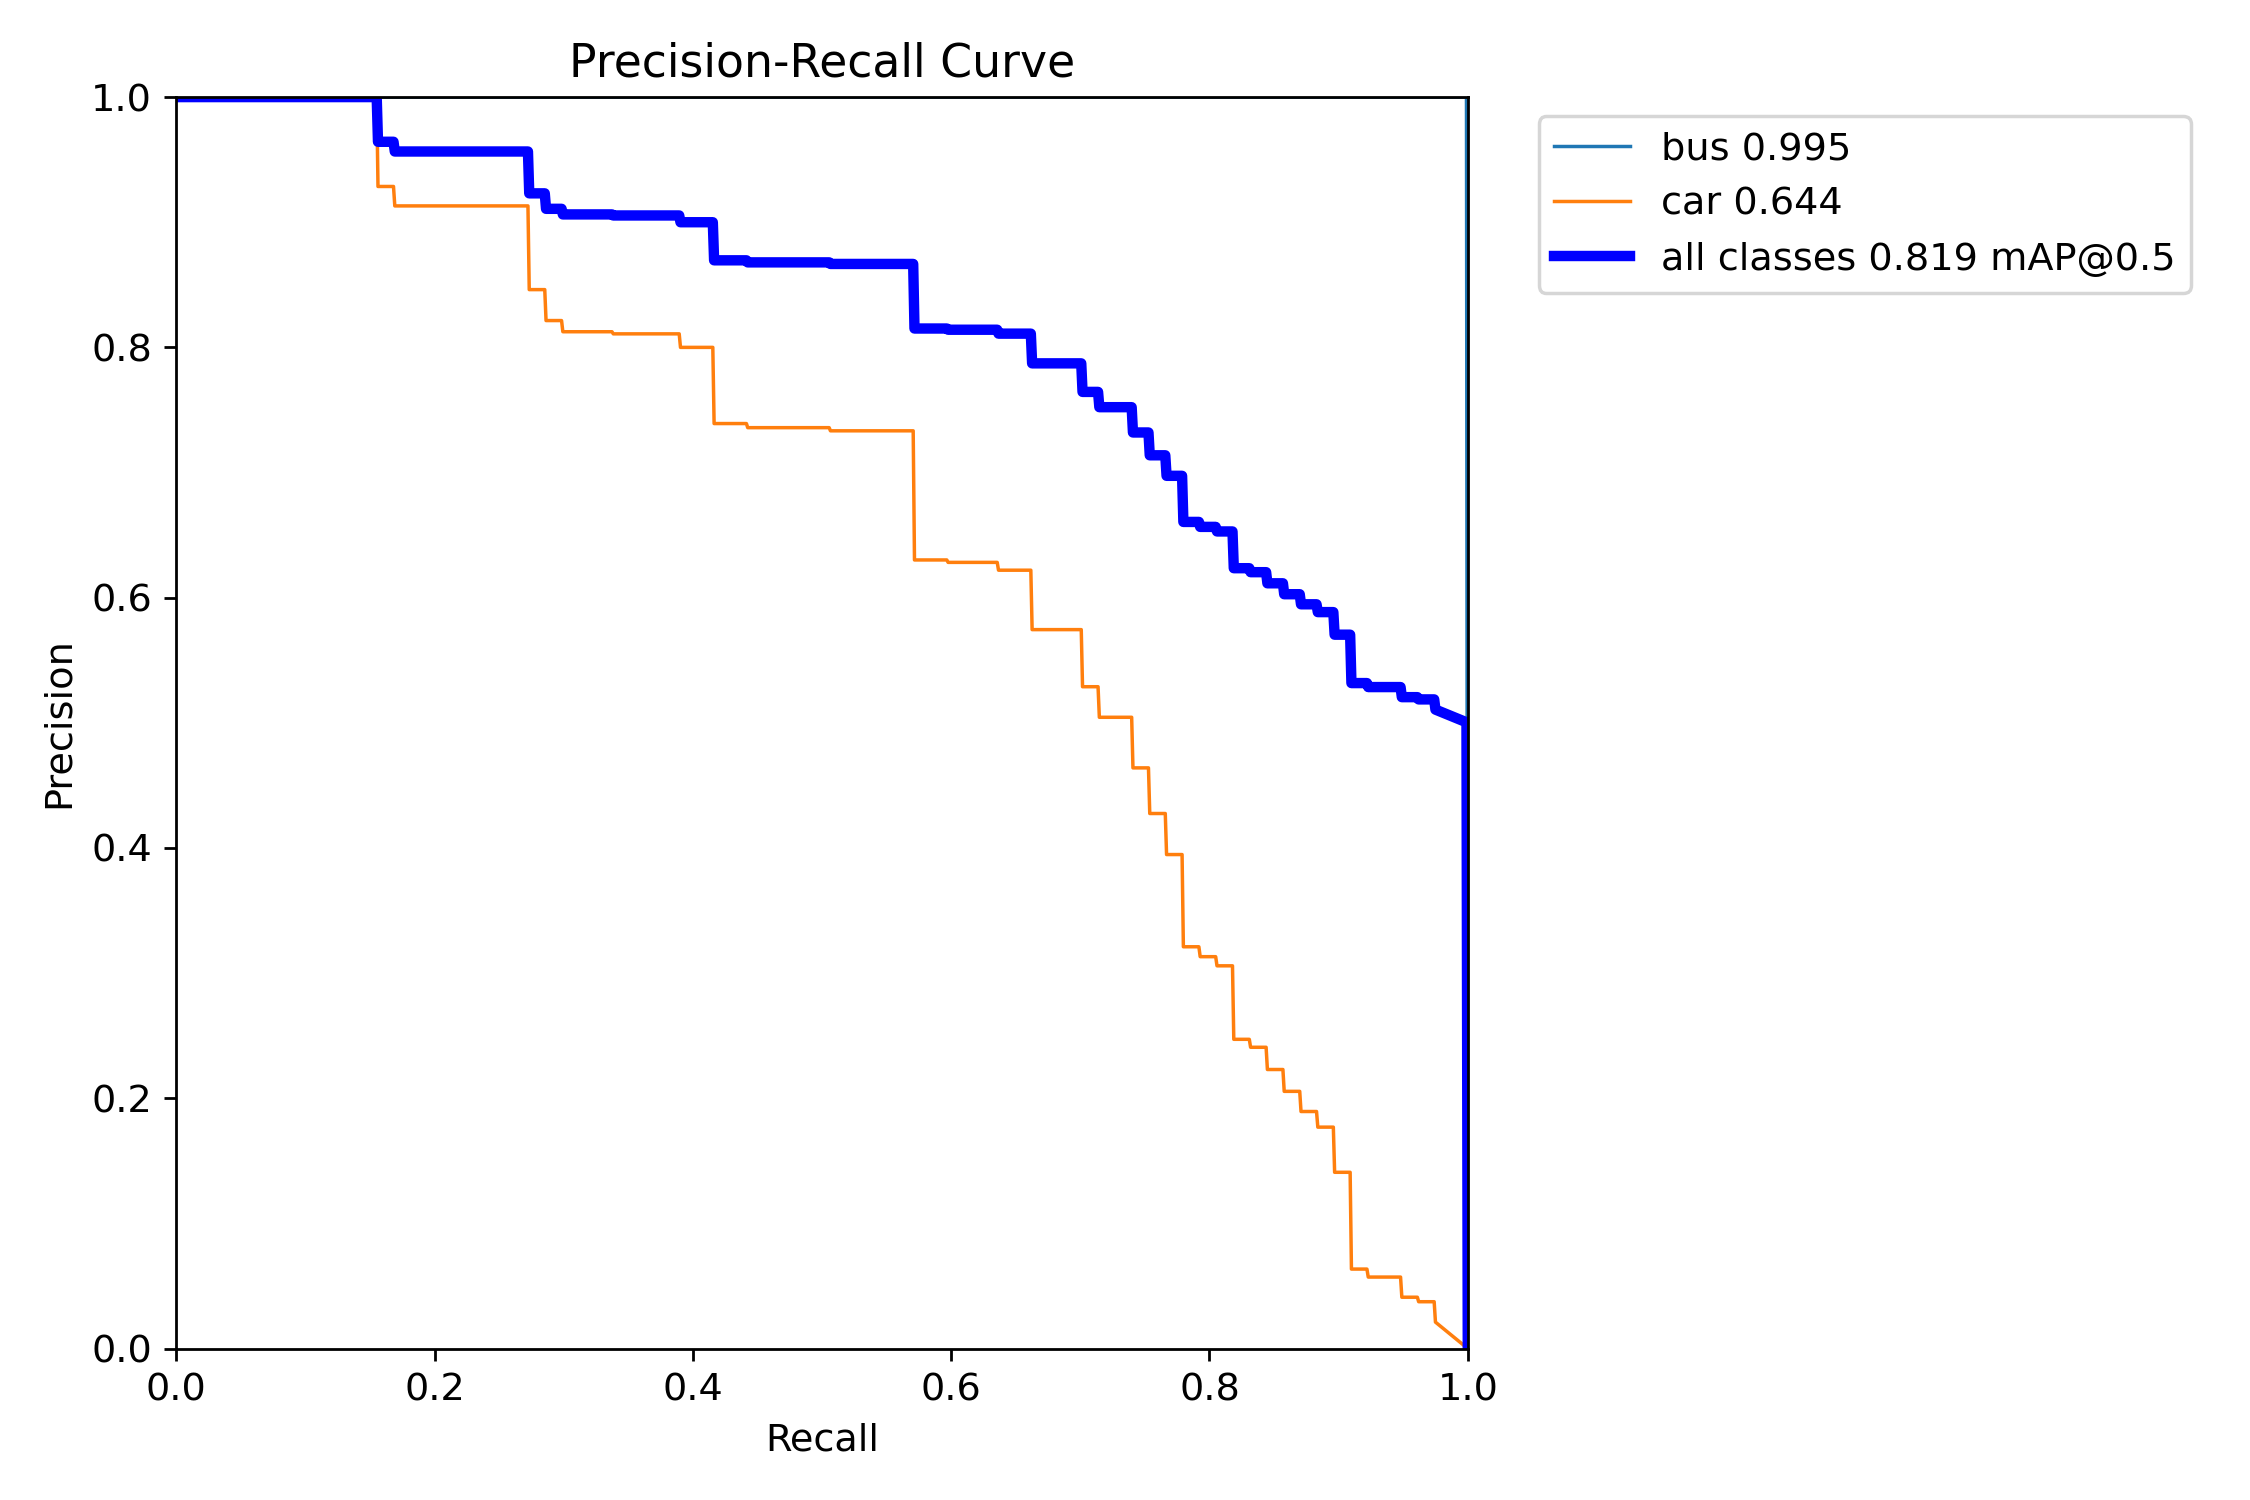 Precision-Recall Curve
1.0
0.8
0.6
0.4
0.2
0.0
Precision
0.0 0.2 0.4 0.6 0.8 1.0
Recall
bus 0.995
car 0.644
all classes 0.819 mAP@0.5